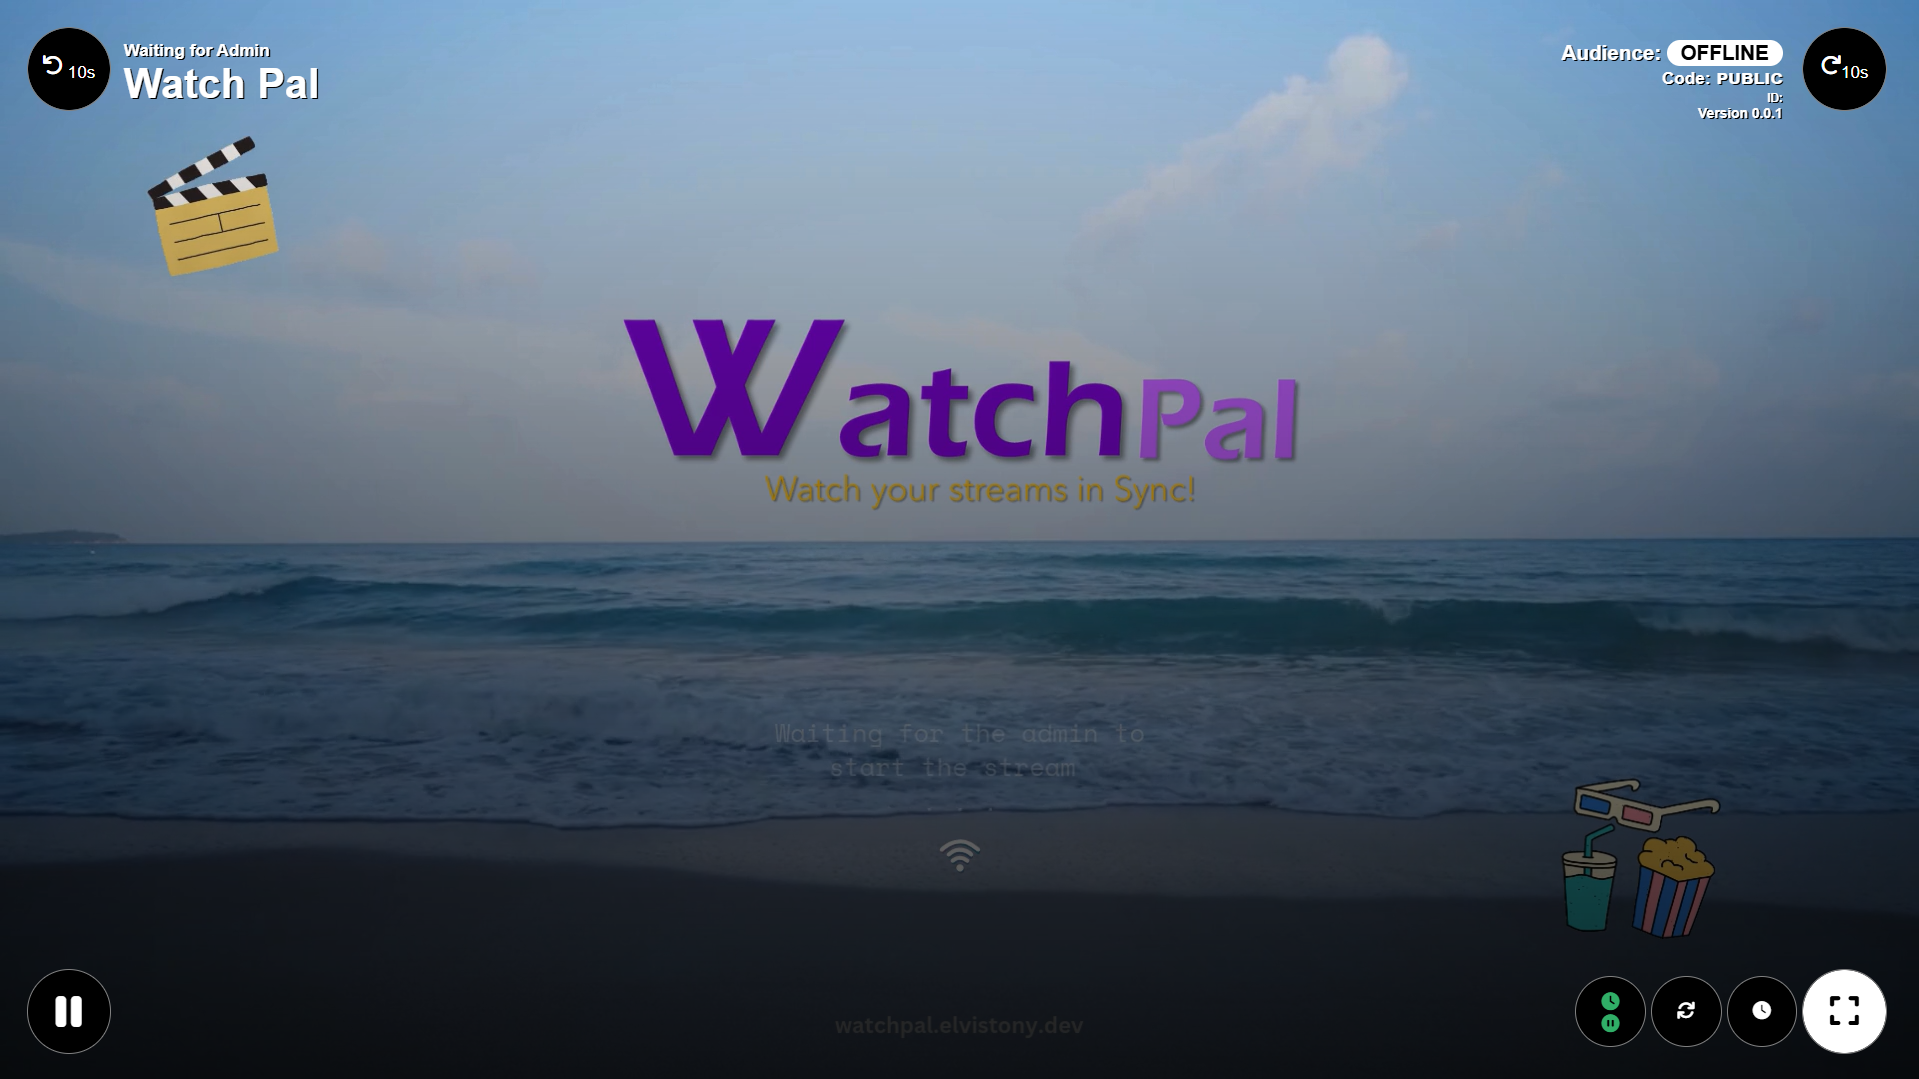 10s
Waiting for Admin
Watch Pal
Audience: OFFLINE
Code: PUBLIC
ID:
Version 0.0.1
10s
WatchPal
Watch your streams in Sync!
Waiting for the admin to
start the stream
watchpal.elvistony.dev